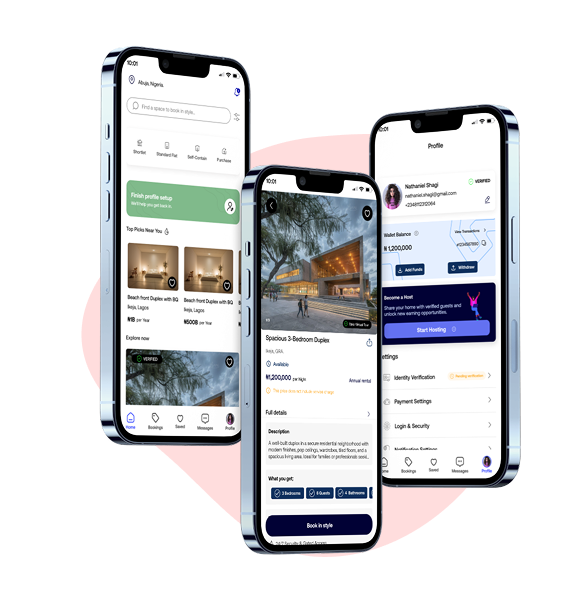 10:01
Abuja, Nigeria
Find a space to book in style..
Shortlet
Standard Flat
Self-Contain
Purchase
Finish profile setup
Top Picks Near You
Beach front Duplex with BQ
Ikeja, Lagos
₦1B per Year
Beach front Duplex with BQ
Ikeja, Lagos
₦500B per Year
Explore now
VERIFIED
Home
Bookings
Saved
Messages
Profile
10:01
View Virtual Tour
Spacious 3-Bedroom Duplex
Ikeja, GRA.
Available
₦1,200,000 per Night
Annual rental
Full details
Description
A well-built duplex in a secure residential neighborhood with
modern finishes, pop ceilings, wardrobes, tiled floors, and a
spacious living area. Ideal for families or professionals seeki...
What you get:
3 Bedrooms
6 Guests
4 Bathrooms
Book in style
24/7 Security & Gated Access
10:01
Profile
Nathaniel Shagi
VERIFIED
nathaniel.shagi@gmail.com
+2348112312064
Wallet Balance
View Transactions
₦ 1,200,000
Add Funds
Withdraw
Become a Host
Share your home with verified guests and
unlock new earning opportunities.
Start Hosting
Settings
Identity Verification
Pending verification
Payment Settings
Login & Security
Notification Settings
Home
Bookings
Saved
Messages
Profile